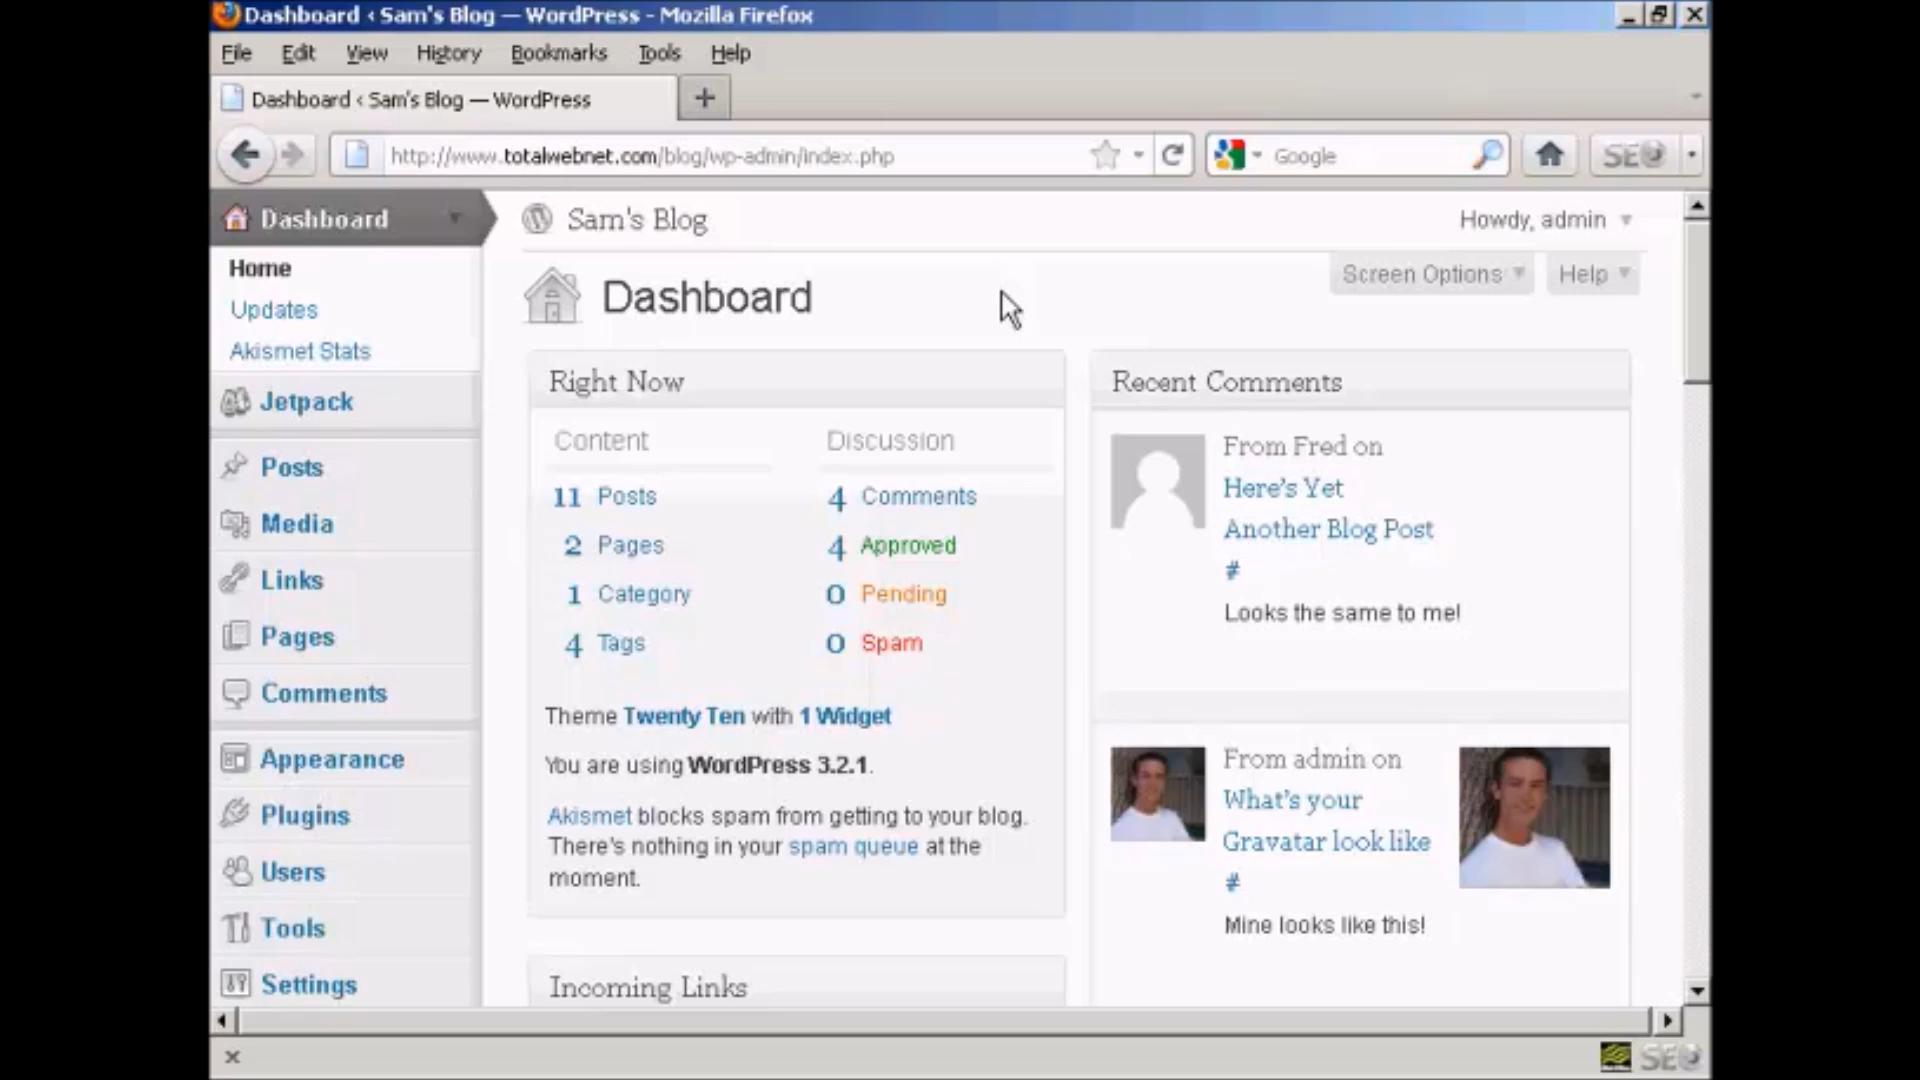 Dashboard ‹ Sam's Blog — WordPress - Mozilla Firefox
File Edit View History Bookmarks Tools Help
Dashboard ‹ Sam's Blog — WordPress
http://www.totalwebnet.com/blog/wp-admin/index.php
Google
SEO
Dashboard
Home
Updates
Akismet Stats
Jetpack
Posts
Media
Links
Pages
Comments
Appearance
Plugins
Users
Tools
Settings
Sam's Blog
Howdy, admin
Screen Options
Help
Dashboard
Right Now
Content
11 Posts
2 Pages
1 Category
4 Tags
Discussion
4 Comments
4 Approved
0 Pending
0 Spam
Theme Twenty Ten with 1 Widget
You are using WordPress 3.2.1.
Akismet blocks spam from getting to your blog.
There's nothing in your spam queue at the
moment.
Incoming Links
Recent Comments
From Fred on
Here's Yet
Another Blog Post
#
Looks the same to me!
From admin on
What's your
Gravatar look like
#
Mine looks like this!
SEO